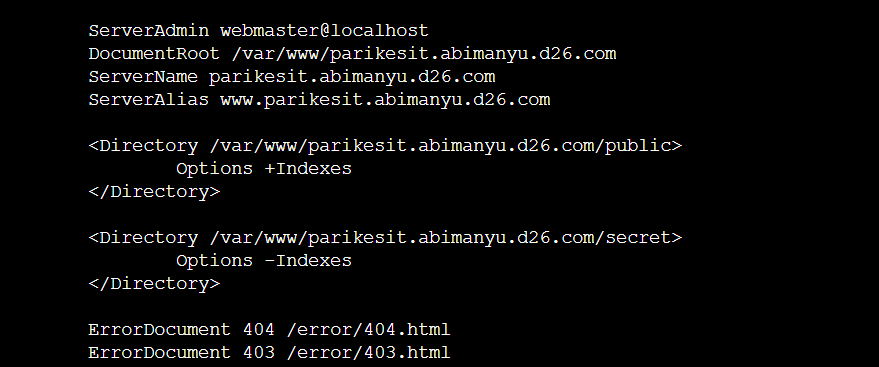 ServerAdmin webmaster@localhost
DocumentRoot /var/www/parikesit.abimanyu.d26.com
ServerName parikesit.abimanyu.d26.com
ServerAlias www.parikesit.abimanyu.d26.com
<Directory /var/www/parikesit.abimanyu.d26.com/public>
Options +Indexes
</Directory>
<Directory /var/www/parikesit.abimanyu.d26.com/secret>
Options -Indexes
</Directory>
ErrorDocument 404 /error/404.html
ErrorDocument 403 /error/403.html